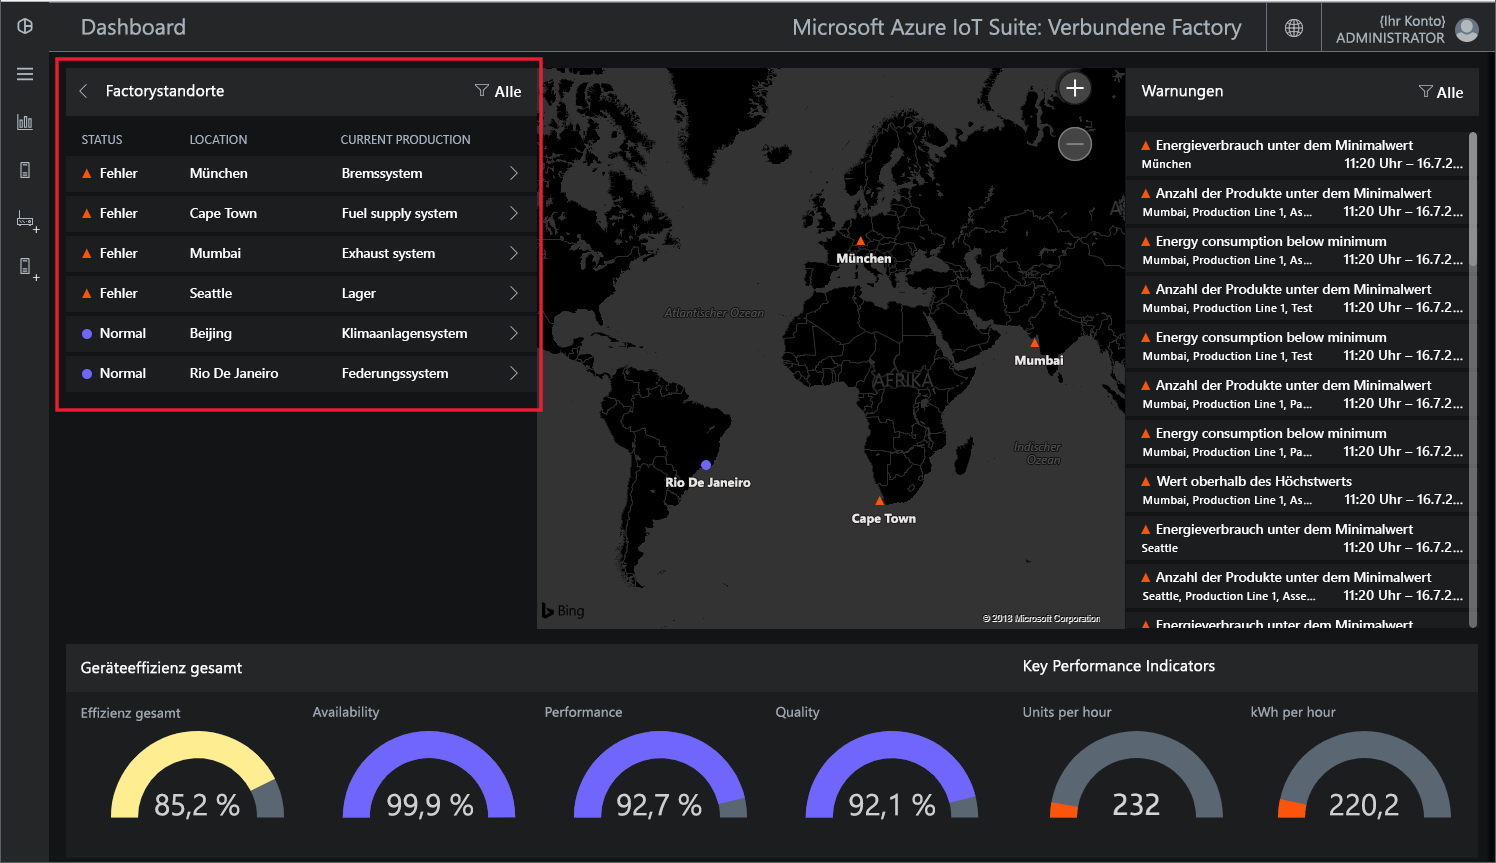 Dashboard
Microsoft Azure IoT Suite: Verbundene Factory
{Ihr Konto}
ADMINISTRATOR
Factorystandorte
Alle
STATUS LOCATION CURRENT PRODUCTION
Fehler München Bremssystem
Fehler Cape Town Fuel supply system
Fehler Mumbai Exhaust system
Fehler Seattle Lager
Normal Beijing Klimaanlagensystem
Normal Rio De Janeiro Federungssystem
Atlantischer Ozean
München
Mumbai
AFRIKA
Indischer
Ozean
Rio De Janeiro
Cape Town
Bing
© 2018 Microsoft Corporation
Warnungen
Alle
Energieverbrauch unter dem Minimalwert
München 11:20 Uhr – 16.7.2...
Anzahl der Produkte unter dem Minimalwert
Mumbai, Production Line 1, As... 11:20 Uhr – 16.7.2...
Energy consumption below minimum
Mumbai, Production Line 1, As... 11:20 Uhr – 16.7.2...
Anzahl der Produkte unter dem Minimalwert
Mumbai, Production Line 1, Test 11:20 Uhr – 16.7.2...
Energy consumption below minimum
Mumbai, Production Line 1, Test 11:20 Uhr – 16.7.2...
Anzahl der Produkte unter dem Minimalwert
Mumbai, Production Line 1, Pa... 11:20 Uhr – 16.7.2...
Energy consumption below minimum
Mumbai, Production Line 1, Pa... 11:20 Uhr – 16.7.2...
Wert oberhalb des Höchstwerts
Mumbai, Production Line 1, As... 11:20 Uhr – 16.7.2...
Energieverbrauch unter dem Minimalwert
Seattle 11:20 Uhr – 16.7.2...
Anzahl der Produkte unter dem Minimalwert
Seattle, Production Line 1, Asse... 11:20 Uhr – 16.7.2...
Energieverbrauch unter dem Minimalwert
Geräteeffizienz gesamt
Key Performance Indicators
Effizienz gesamt
Availability
Performance
Quality
Units per hour
kWh per hour
85,2 %
99,9 %
92,7 %
92,1 %
232
220,2